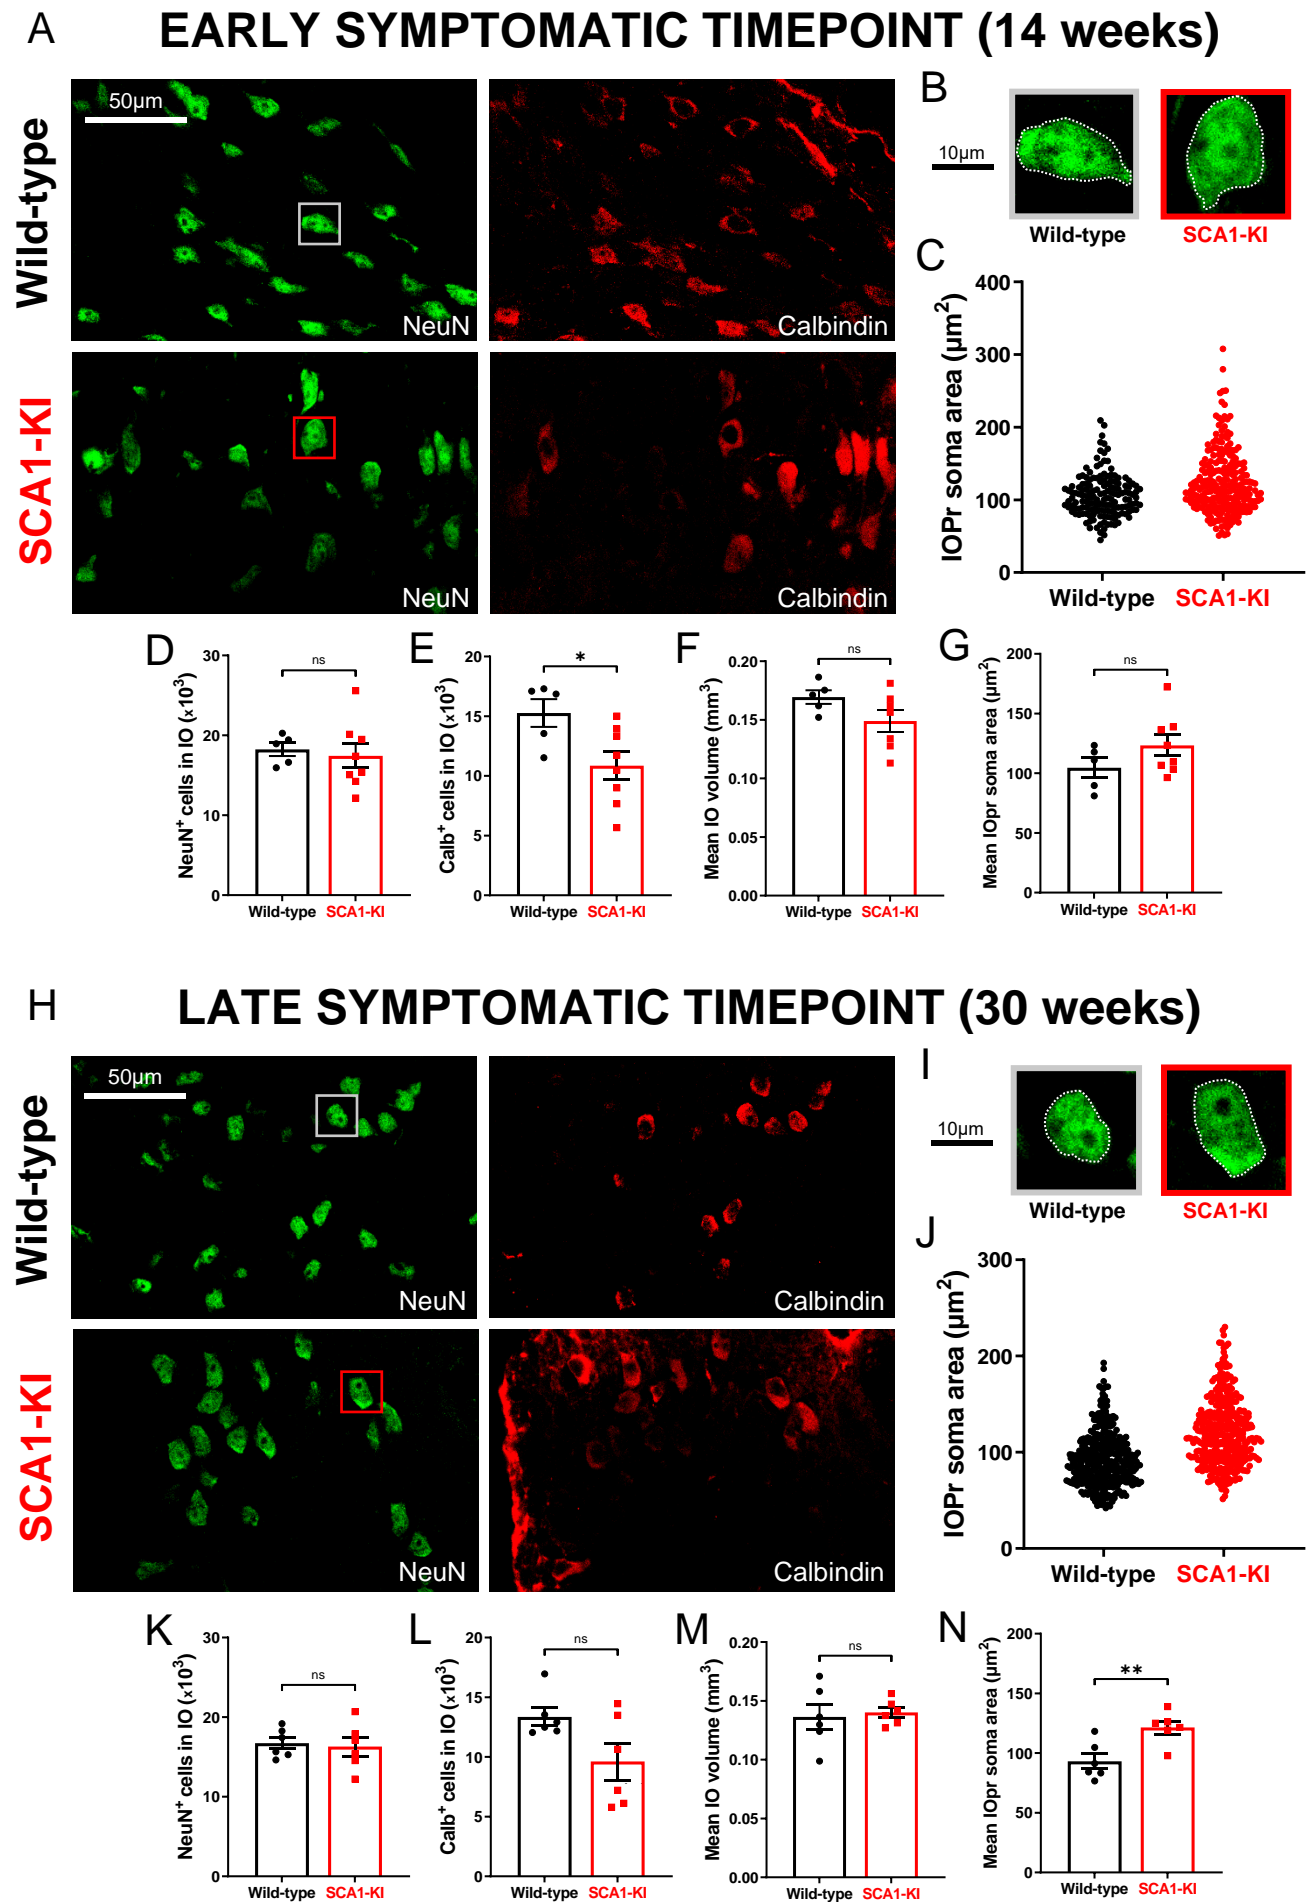 A EARLY SYMPTOMATIC TIMEPOINT (14 weeks)
Wild-type
50µm
NeuN
Calbindin
SCA1-KI
NeuN
Calbindin
B
10µm
Wild-type SCA1-KI
C
IOPr soma area (µm²)
400
300
200
100
0
Wild-type SCA1-KI
D
NeuN⁺ cells in IO (×10³)
30
20
10
0
ns
Wild-type SCA1-KI
E
Calb⁺ cells in IO (×10³)
20
15
10
5
0
*
Wild-type SCA1-KI
F
Mean IO volume (mm³)
0.20
0.15
0.10
0.05
0.00
ns
Wild-type SCA1-KI
G
Mean IOpr soma area (µm²)
200
150
100
50
0
ns
Wild-type SCA1-KI
H LATE SYMPTOMATIC TIMEPOINT (30 weeks)
Wild-type
50µm
NeuN
Calbindin
SCA1-KI
NeuN
Calbindin
I
10µm
Wild-type SCA1-KI
J
IOPr soma area (µm²)
300
200
100
0
Wild-type SCA1-KI
K
NeuN⁺ cells in IO (×10³)
30
20
10
0
ns
Wild-type SCA1-KI
L
Calb⁺ cells in IO (×10³)
20
15
10
5
0
ns
Wild-type SCA1-KI
M
Mean IO volume (mm³)
0.20
0.15
0.10
0.05
0.00
ns
Wild-type SCA1-KI
N
Mean IOpr soma area (µm²)
200
150
100
50
0
**
Wild-type SCA1-KI